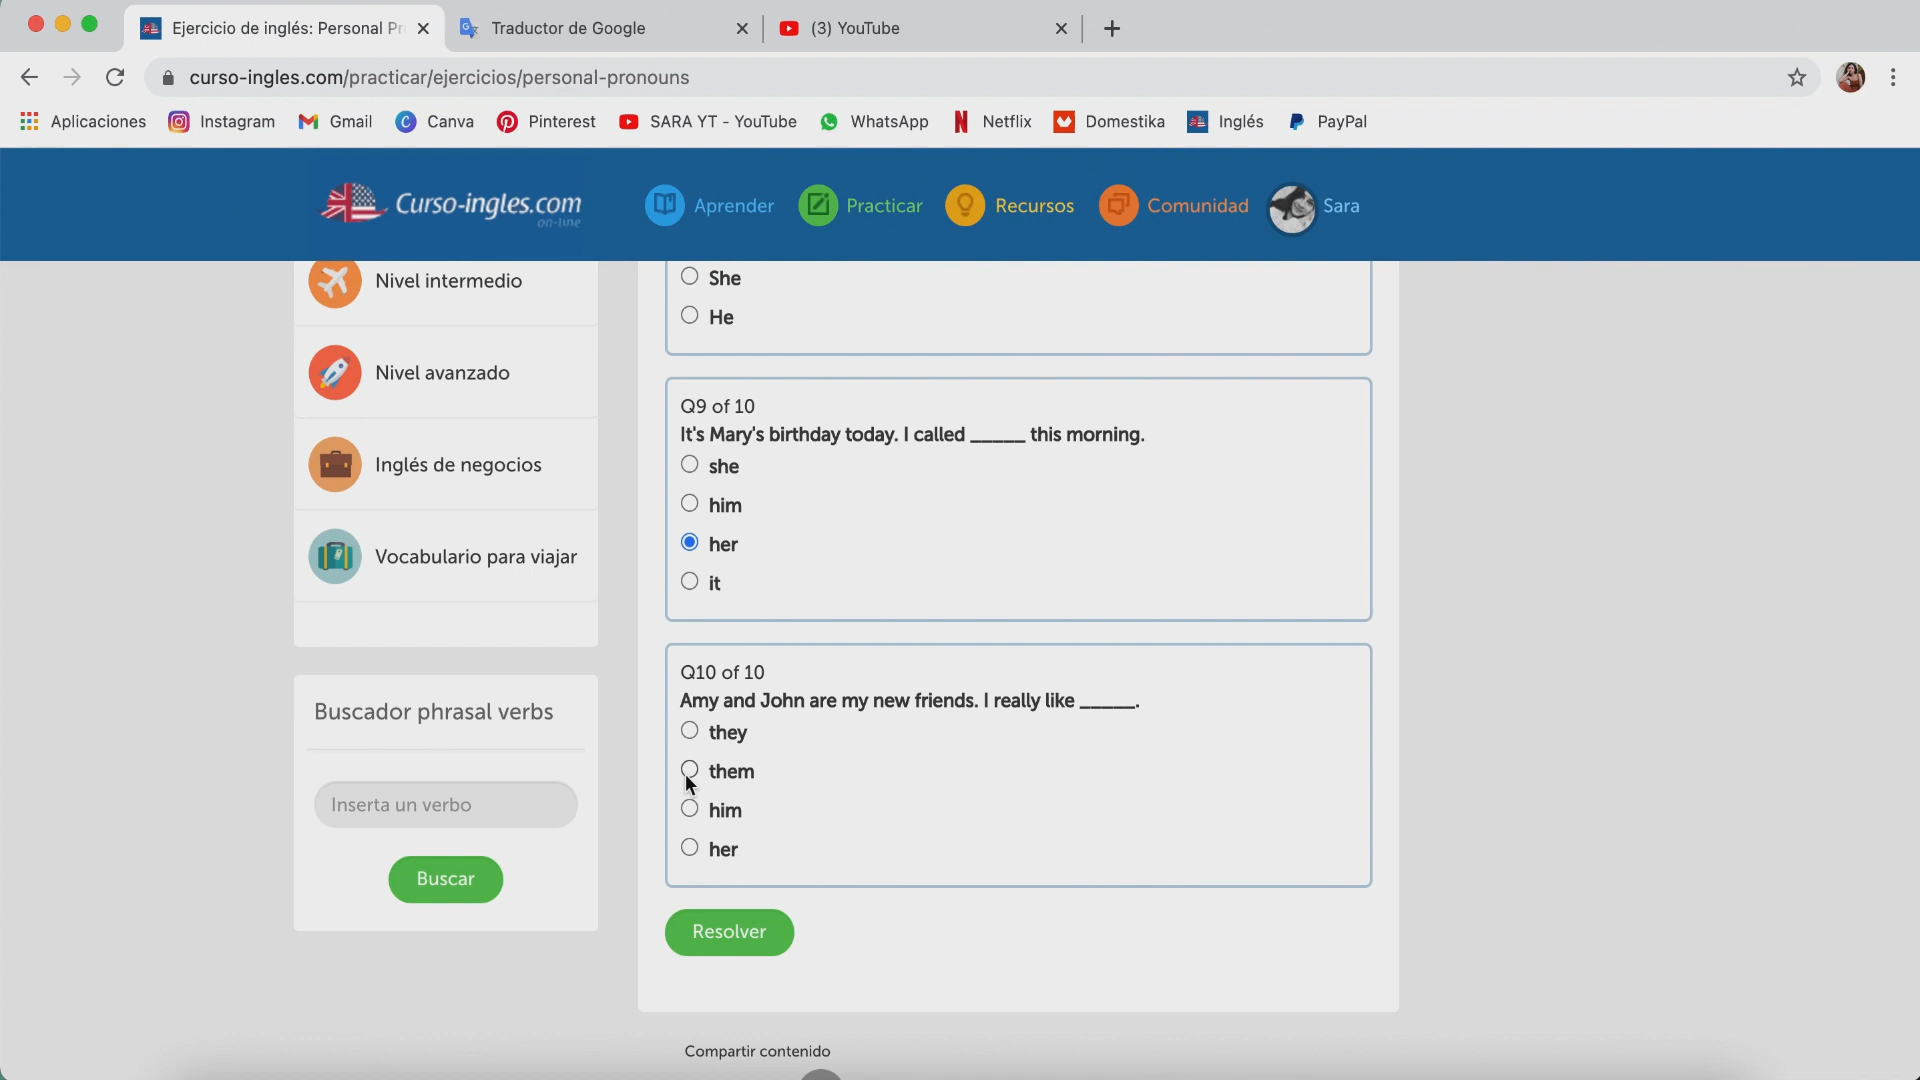 Ejercicio de inglés: Personal Pr
Traductor de Google
(3) YouTube
curso-ingles.com/practicar/ejercicios/personal-pronouns
Aplicaciones
Instagram
Gmail
Canva
Pinterest
SARA YT - YouTube
WhatsApp
Netflix
Domestika
Inglés
PayPal
Curso-ingles.com
on-line
Aprender
Practicar
Recursos
Comunidad
Sara
Nivel intermedio
Nivel avanzado
Inglés de negocios
Vocabulario para viajar
Buscador phrasal verbs
Inserta un verbo
Buscar
She
He
Q9 of 10
It's Mary's birthday today. I called _____ this morning.
she
him
her
it
Q10 of 10
Amy and John are my new friends. I really like _____.
they
them
him
her
Resolver
Compartir contenido